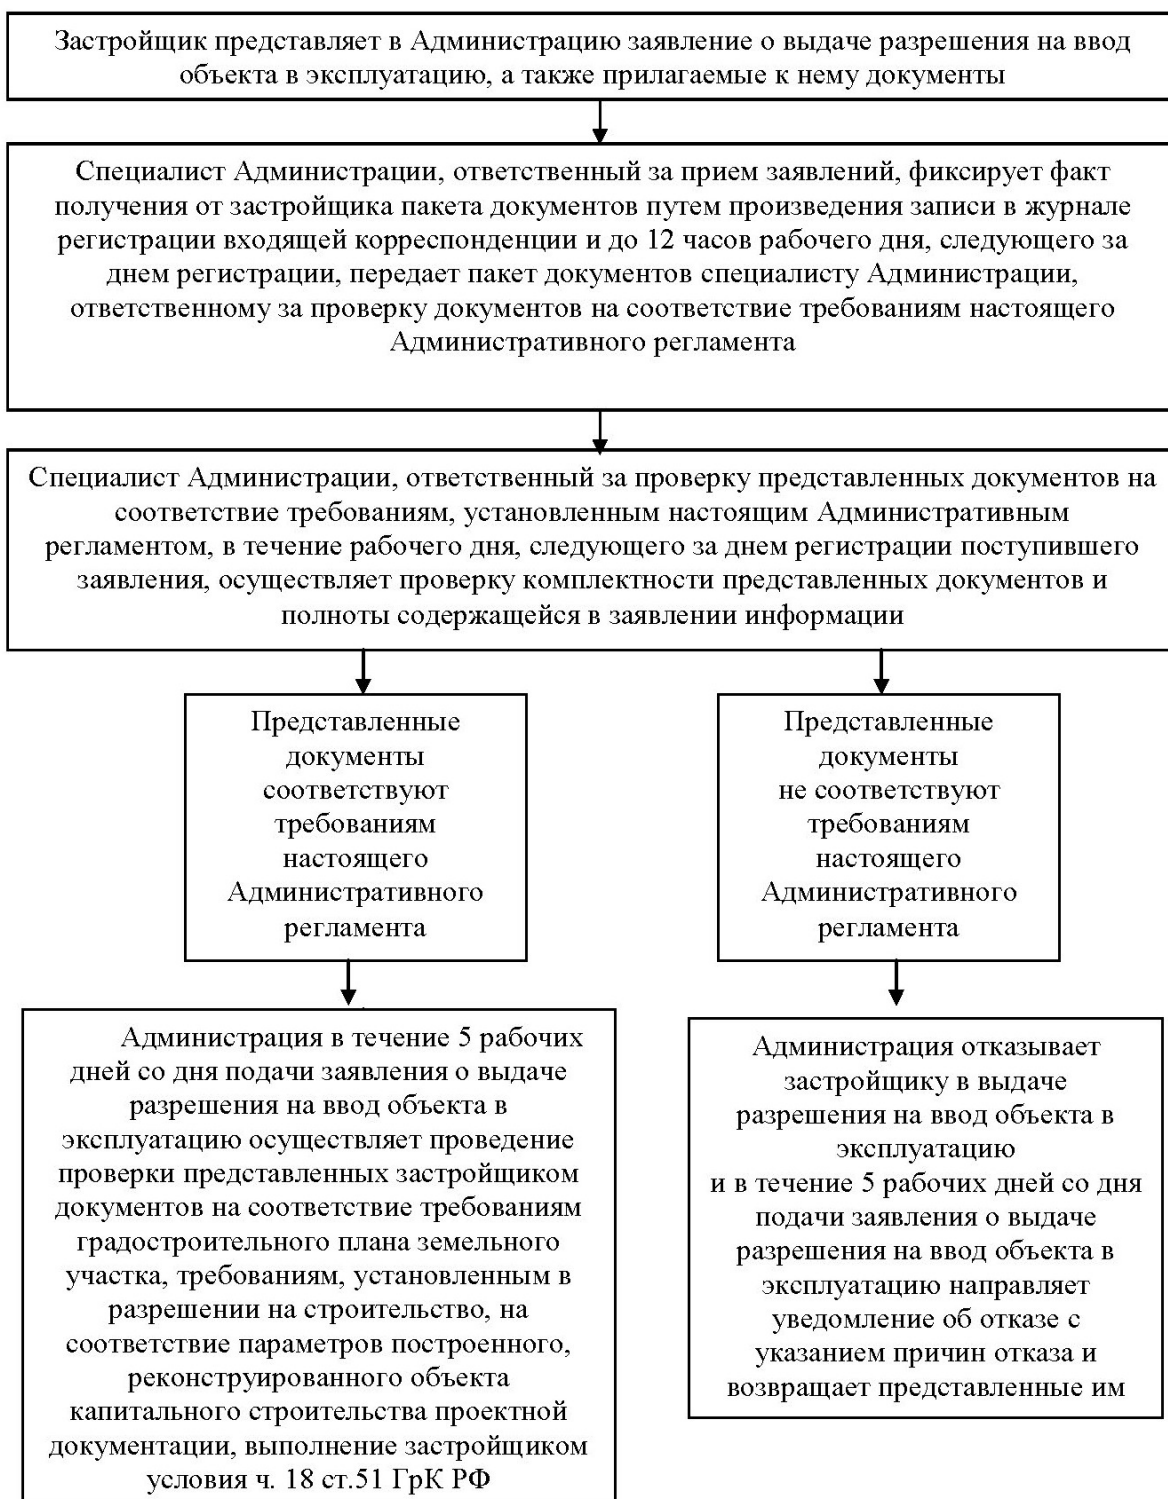 Застройщик представляет в Администрацию заявление о выдаче разрешения на ввод
объекта в эксплуатацию, а также прилагаемые к нему документы
Специалист Администрации, ответственный за прием заявлений, фиксирует факт
получения от застройщика пакета документов путем произведения записи в журнале
регистрации входящей корреспонденции и до 12 часов рабочего дня, следующего за
днем регистрации, передает пакет документов специалисту Администрации,
ответственному за проверку документов на соответствие требованиям настоящего
Административного регламента
Специалист Администрации, ответственный за проверку представленных документов на
соответствие требованиям, установленным настоящим Административным
регламентом, в течение рабочего дня, следующего за днем регистрации поступившего
заявления, осуществляет проверку комплектности представленных документов и
полноты содержащейся в заявлении информации
Представленные
документы
соответствуют
требованиям
настоящего
Административного
регламента
Представленные
документы
не соответствуют
требованиям
настоящего
Административного
регламента
Администрация в течение 5 рабочих
дней со дня подачи заявления о выдаче
разрешения на ввод объекта в
эксплуатацию осуществляет проведение
проверки представленных застройщиком
документов на соответствие требованиям
градостроительного плана земельного
участка, требованиям, установленным в
разрешении на строительство, на
соответствие параметров построенного,
реконструированного объекта
капитального строительства проектной
документации, выполнение застройщиком
условия ч. 18 ст.51 ГрК РФ
Администрация отказывает
застройщику в выдаче
разрешения на ввод объекта в
эксплуатацию
и в течение 5 рабочих дней со дня
подачи заявления о выдаче
разрешения на ввод объекта в
эксплуатацию направляет
уведомление об отказе с
указанием причин отказа и
возвращает представленные им